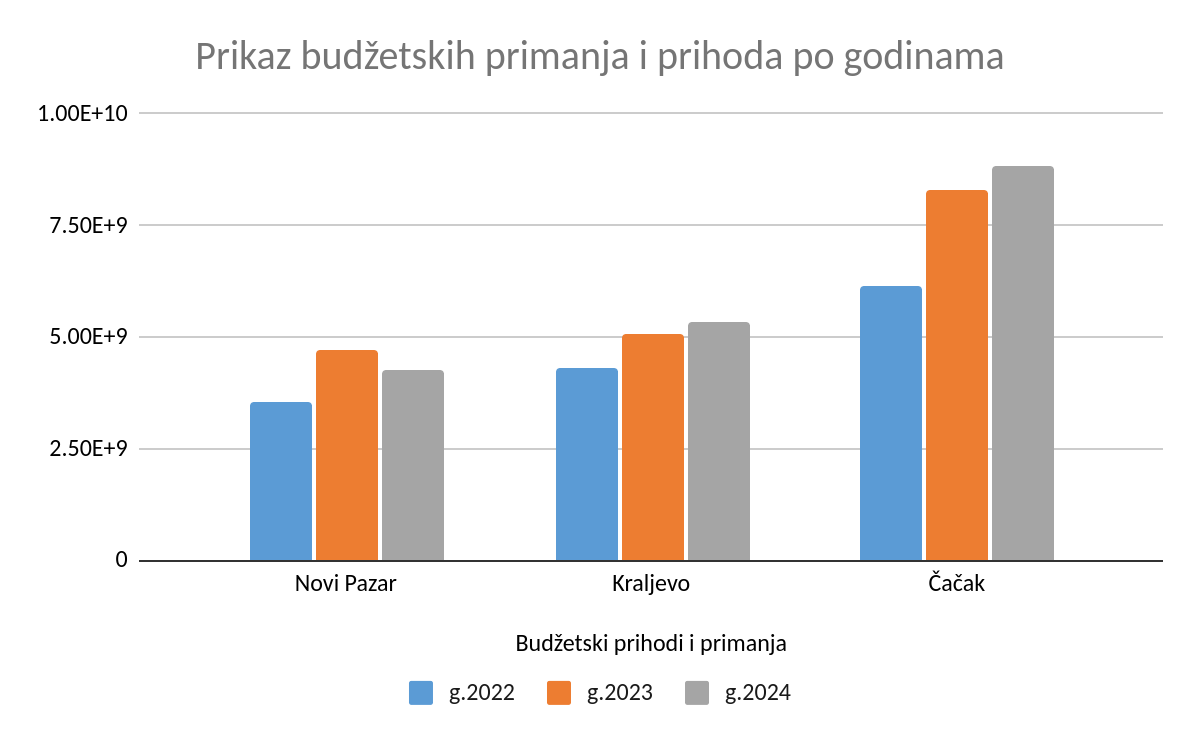 Prikaz budžetskih primanja i prihoda po godinama
1.00E+10
7.50E+9
5.00E+9
2.50E+9
0
Novi Pazar
Kraljevo
Čačak
Budžetski prihodi i primanja
g.2022
g.2023
g.2024